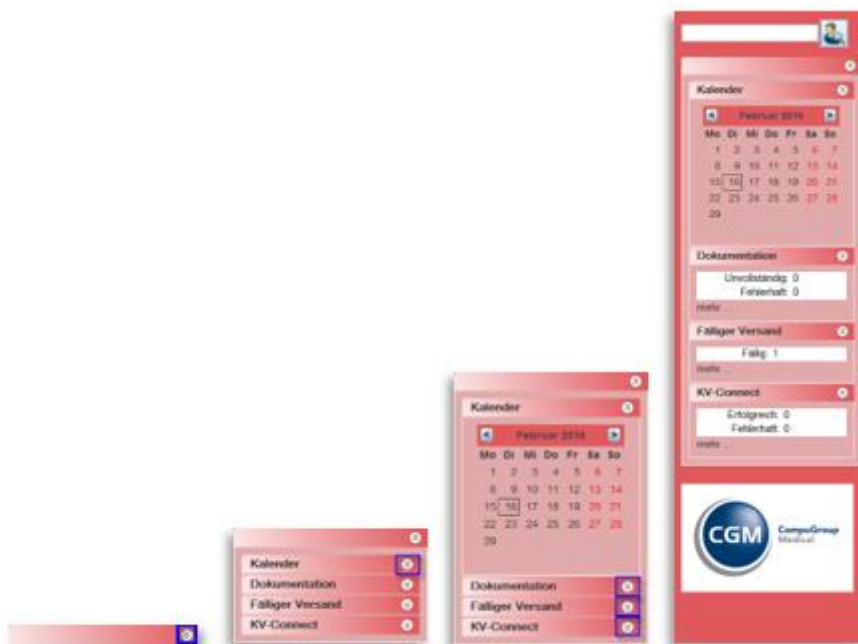 Kalender
Dokumentation
Fälliger Versand
KV-Connect
Kalender
Februar 2016
Mo Di Mi Do Fr Sa So
1 2 3 4 5 6 7
8 9 10 11 12 13 14
15 16 17 18 19 20 21
22 23 24 25 26 27 28
29
Dokumentation
Fälliger Versand
KV-Connect
Kalender
Februar 2016
Mo Di Mi Do Fr Sa So
1 2 3 4 5 6 7
8 9 10 11 12 13 14
15 16 17 18 19 20 21
22 23 24 25 26 27 28
29
Dokumentation
Unvollständig: 0
Fehlerhaft: 0
mehr ...
Fälliger Versand
Fällig: 1
mehr ...
KV-Connect
Erfolgreich: 0
Fehlerhaft: 0
mehr ...
CGM CompuGroup
Medical